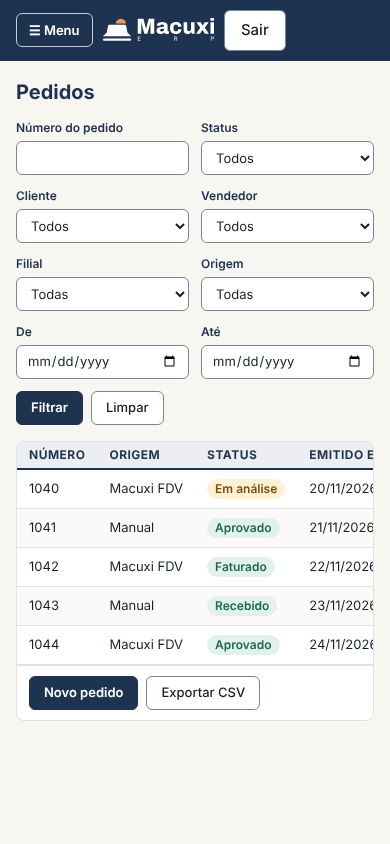 ☰ Menu
Macuxi
E R P
Sair
Pedidos
Número do pedido
Status
Todos
Cliente
Vendedor
Todos
Todos
Filial
Origem
Todas
Todas
De
Até
mm/dd/yyyy
mm/dd/yyyy
Filtrar
Limpar
NÚMERO ORIGEM STATUS EMITIDO E
1040 Macuxi FDV Em análise 20/11/2026
1041 Manual Aprovado 21/11/2026
1042 Macuxi FDV Faturado 22/11/2026
1043 Manual Recebido 23/11/2026
1044 Macuxi FDV Aprovado 24/11/2026
Novo pedido
Exportar CSV